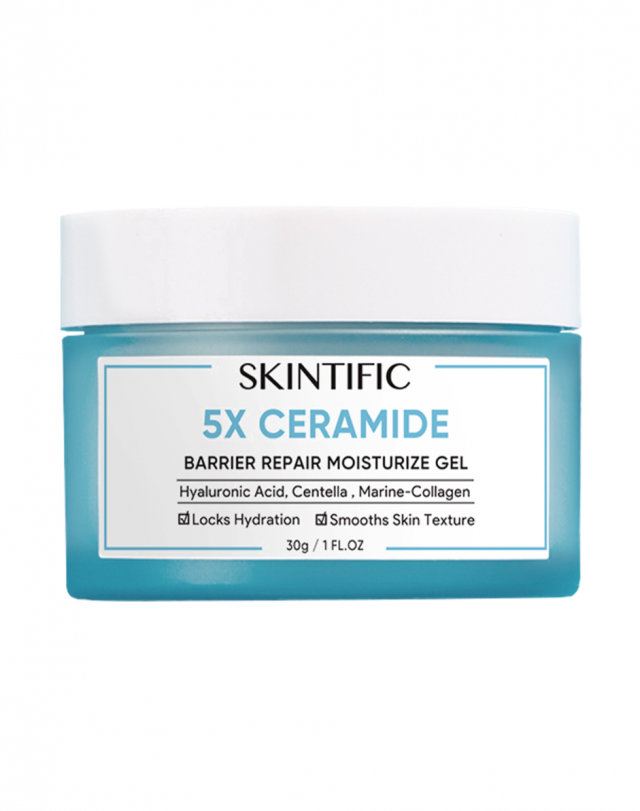 SKINTIFIC
5X CERAMIDE
BARRIER REPAIR MOISTURIZE GEL
Hyaluronic Acid, Centella , Marine-Collagen
☑Locks Hydration ☑Smooths Skin Texture
30g / 1 FL.OZ